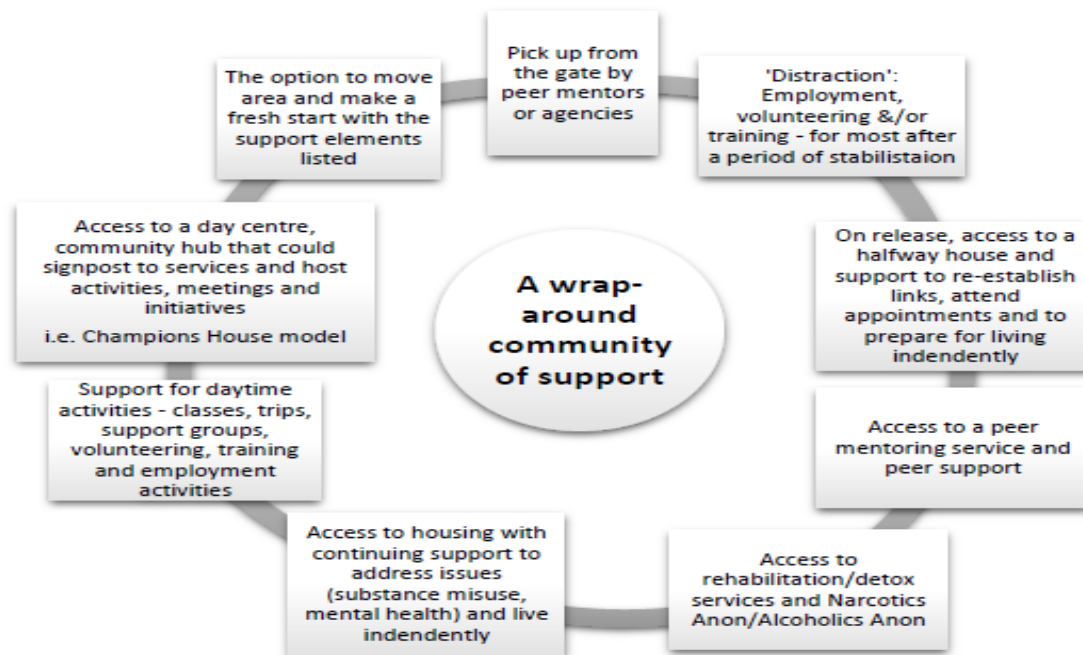 Pick up from
the gate by
peer mentors
or agencies
'Distraction':
Employment,
volunteering &/or
training - for most after
a period of stabilistaion
On release, access to a
halfway house and
support to re-establish
links, attend
appointments and to
prepare for living
indendently
Access to a peer
mentoring service and
peer support
Access to
rehabilitation/detox
services and Narcotics
Anon/Alcoholics Anon
Access to housing with
continuing support to
address issues
(substance misuse,
mental health) and live
indendently
Support for daytime
activities - classes, trips,
support groups,
volunteering, training
and employment
activities
Access to a day centre,
community hub that could
signpost to services and host
activities, meetings and
initiatives
i.e. Champions House model
The option to move
area and make a
fresh start with the
support elements
listed
A wrap-
around
community
of support